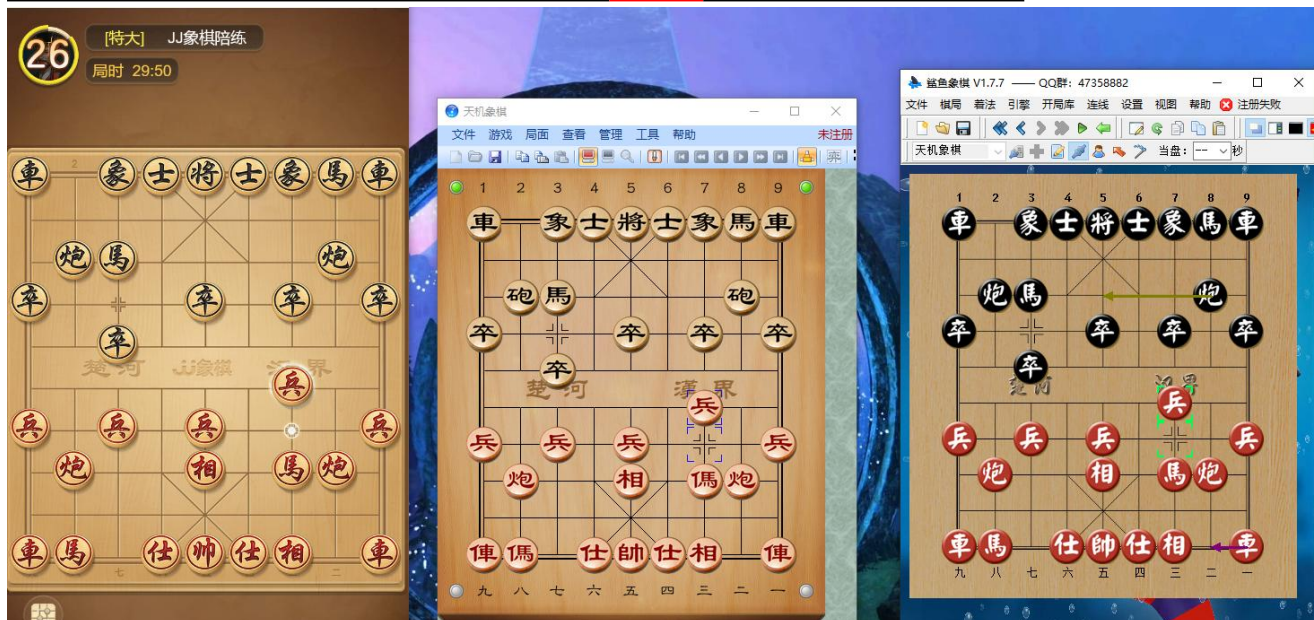 26
[特大] JJ象棋陪练
局时 29:50
2
車 象 士 将 士 象 馬 車
炮 馬 炮
卒 卒 卒 卒
卒
楚河 JJ象棋 汉界
兵
兵 兵 兵 兵
炮 相 馬 炮
車 馬 仕 帅 仕 相 車
七 二
天机象棋
文件 游戏 局面 查看 管理 工具 帮助 未注册
1 2 3 4 5 6 7 8 9
車 象 士 將 士 象 馬 車
砲 馬 砲
卒 卒 卒 卒
卒
楚河 漢界
兵
兵 兵 兵 兵
炮 相 傌 炮
俥 傌 仕 帥 仕 相 俥
九 八 七 六 五 四 三 二 一
鲨鱼象棋 V1.7.7 —— QQ群: 47358882
文件 棋局 着法 引擎 开局库 连线 设置 视图 帮助 注册失败
天机象棋 当盘: -- 秒
1 2 3 4 5 6 7 8 9
車 象 士 将 士 象 馬 車
炮 馬 炮
卒 卒 卒 卒
卒
兵
兵 兵 兵 兵
炮 相 馬 炮
車 馬 仕 帥 仕 相 車
九 八 七 六 五 四 三 二 一